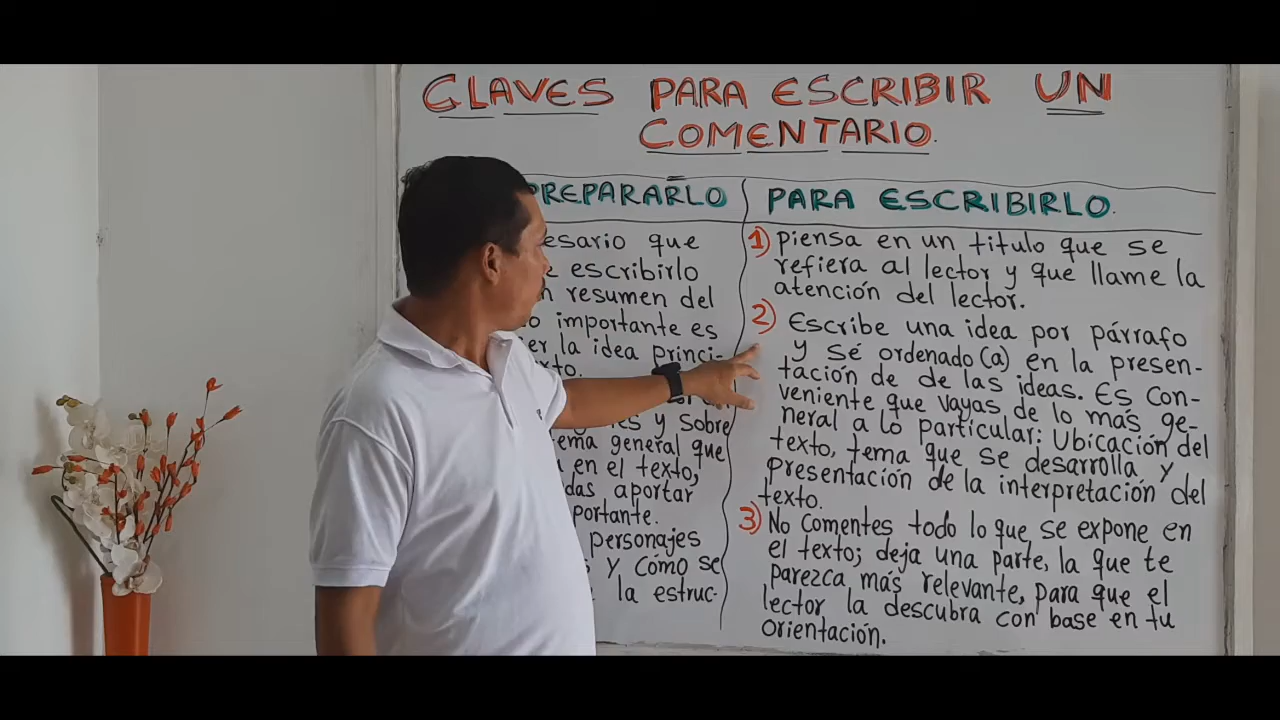 CLAVES PARA ESCRIBIR UN
COMENTARIO.
PREPARARLO
que
escribirlo
resumen del
importante es
la idea princi-
y sobre
tema general que
en el texto,
aportar
personajes
y cómo se
la estruc-
PARA ESCRIBIRLO.
1) piensa en un titulo que se
refiera al lector y que llame la
atención del lector.
2) Escribe una idea por párrafo
y sé ordenado(a) en la presen-
tación de de las ideas. Es con-
veniente que vayas de lo más ge-
neral a lo particular: Ubicación del
texto, tema que se desarrolla y
presentación de la interpretación del
texto.
3) No comentes todo lo que se expone en
el texto; deja una parte, la que te
parezca más relevante, para que el
lector la descubra con base en tu
orientación.